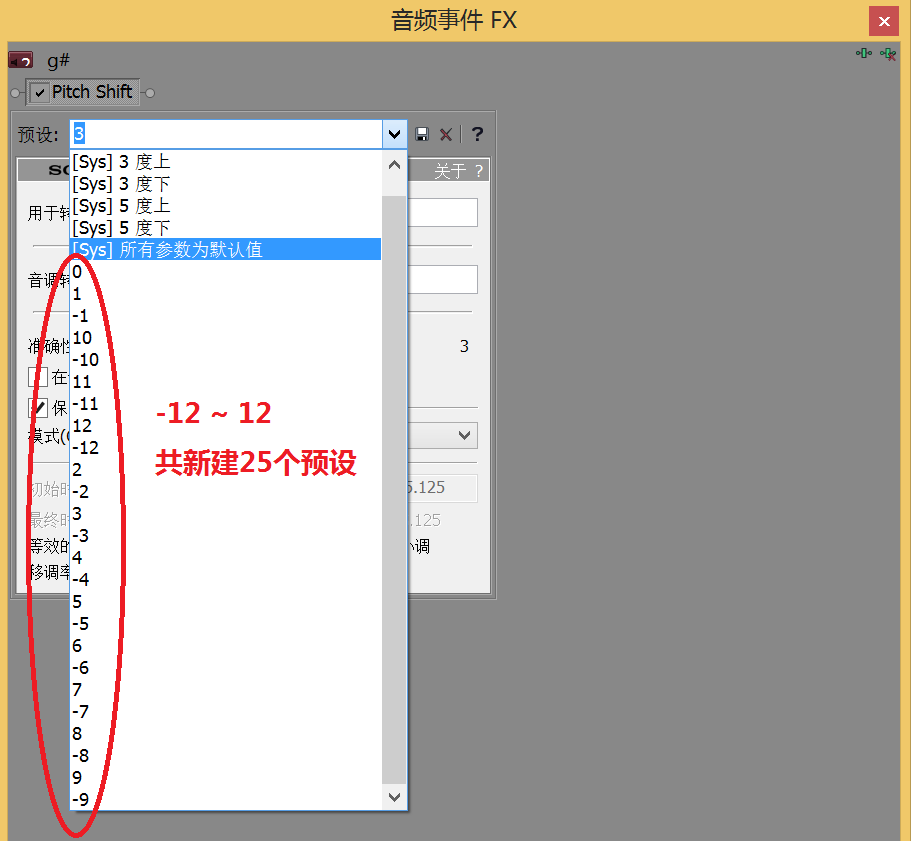 音频事件 FX
g#
Pitch Shift
预设: 3
?
[Sys] 3 度上
[Sys] 3 度下
[Sys] 5 度上
[Sys] 5 度下
[Sys] 所有参数为默认值
0
1
-1
10
-10
11
-11
12
-12
2
-2
3
-3
4
-4
5
-5
6
-6
7
-7
8
-8
9
-9
关于 ?
用于转
音调转
准确性
3
在
保
模式(
初始时
5.125
最终时
.125
等效的
小调
移调率
-12 ~ 12
共新建25个预设